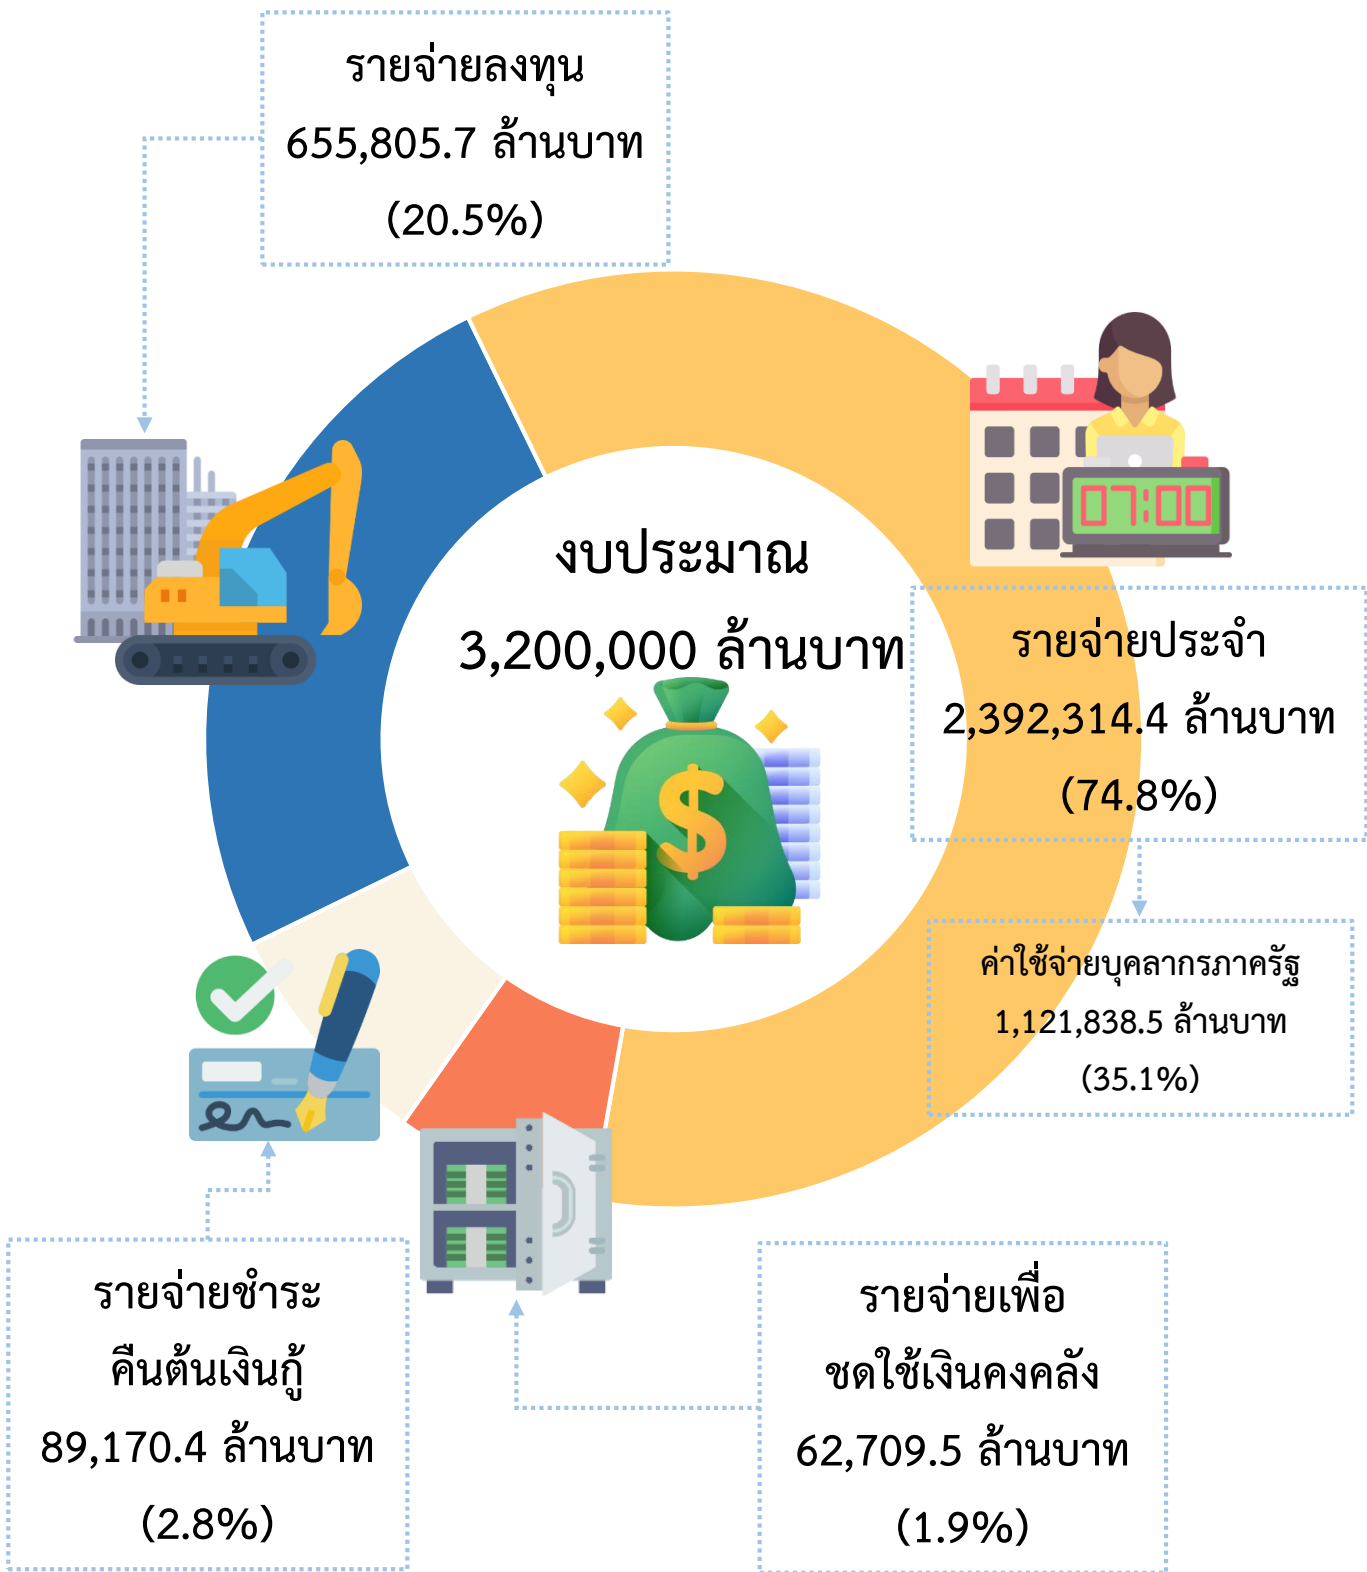 รายจ่ายลงทุน
655,805.7 ล้านบาท
(20.5%)
งบประมาณ
3,200,000 ล้านบาท
07:00
รายจ่ายประจำ
2,392,314.4 ล้านบาท
(74.8%)
ค่าใช้จ่ายบุคลากรภาครัฐ
1,121,838.5 ล้านบาท
(35.1%)
รายจ่ายชำระ
คืนต้นเงินกู้
89,170.4 ล้านบาท
(2.8%)
รายจ่ายเพื่อ
ชดใช้เงินคงคลัง
62,709.5 ล้านบาท
(1.9%)
$